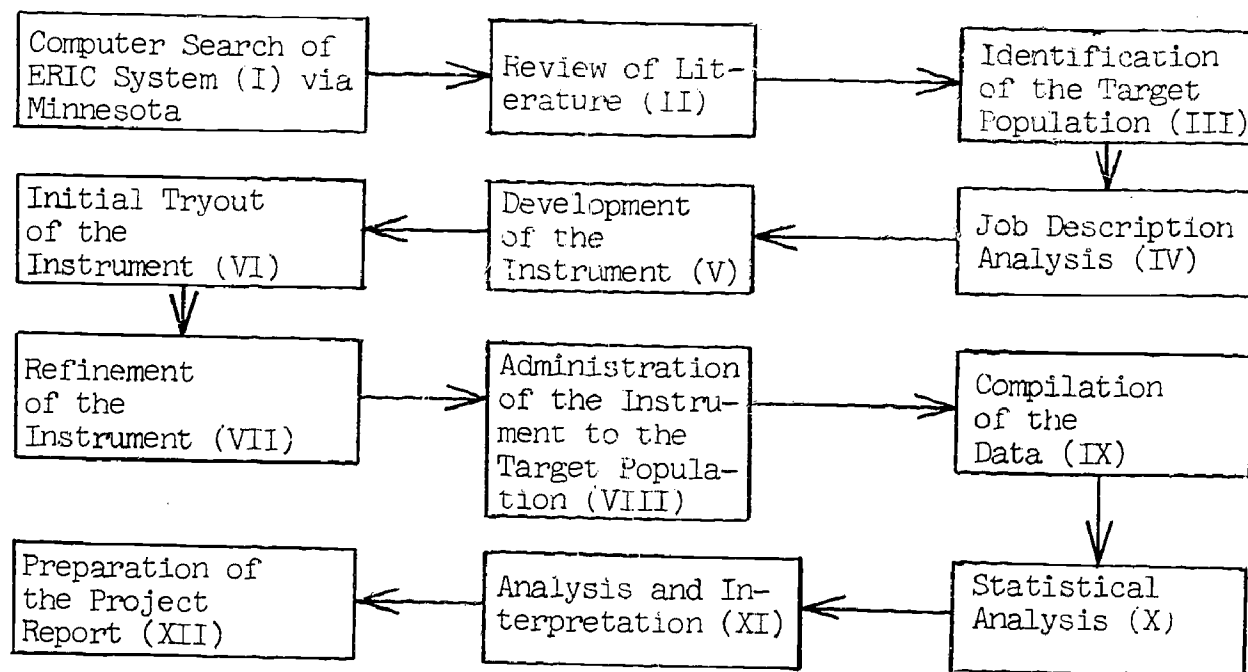 Computer Search of
ERIC System (I) via
Minnesota
Review of Lit-
erature (II)
Identification
of the Target
Population (III)
Initial Tryout
of the
Instrument (VI)
Development
of the
Instrument (V)
Job Description
Analysis (IV)
Refinement
of the
Instrument (VII)
Administration
of the Instru-
ment to the
Target Popula-
tion (VIII)
Compilation
of the
Data (IX)
Preparation of
the Project
Report (XII)
Analysis and In-
terpretation (XI)
Statistical
Analysis (X)